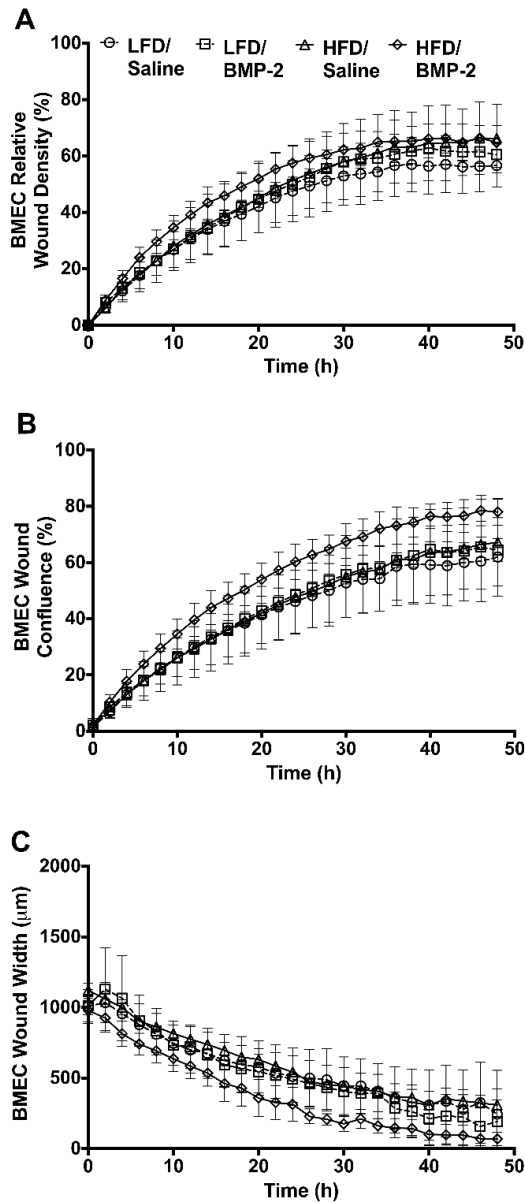 A
LFD/ Saline
LFD/ BMP-2
HFD/ Saline
HFD/ BMP-2
BMEC Relative
Wound Density (%)
100
80
60
40
20
0
0 10 20 30 40 50
Time (h)
B
BMEC Wound
Confluence (%)
100
80
60
40
20
0
0 10 20 30 40 50
Time (h)
C
BMEC Wound Width (μm)
2000
1500
1000
500
0
0 10 20 30 40 50
Time (h)